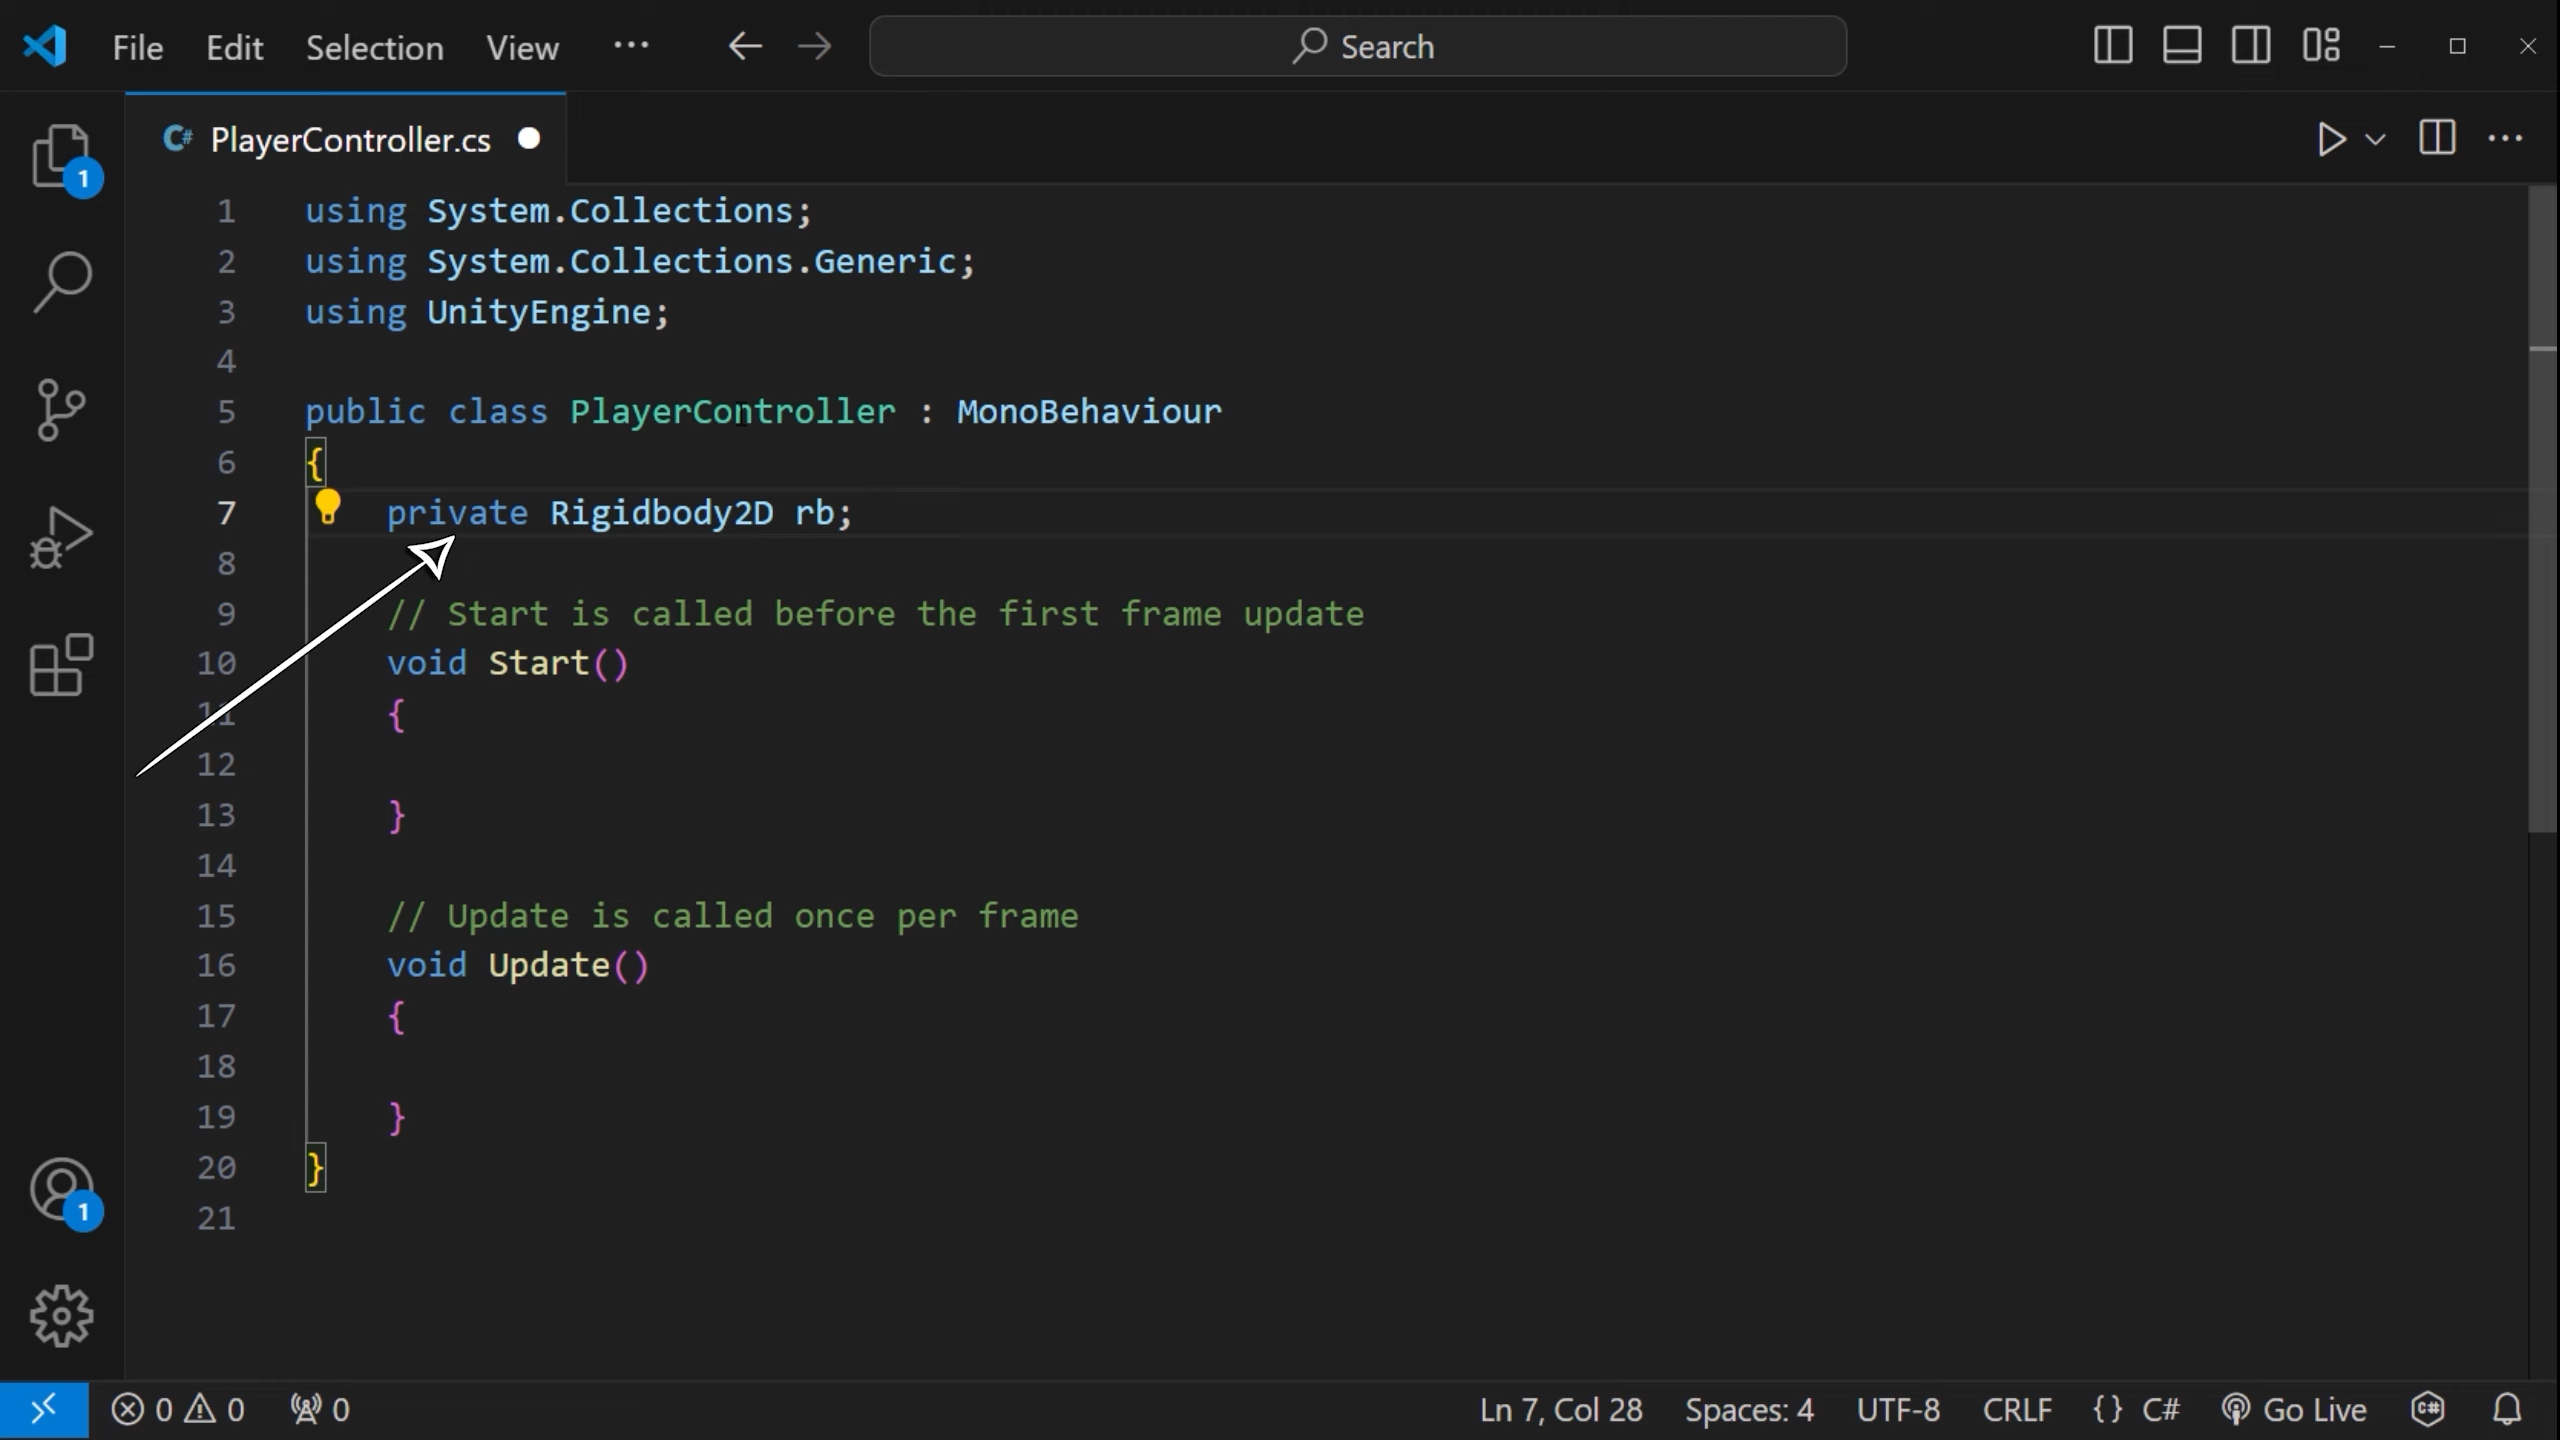 File Edit Selection View ··· Search
PlayerController.cs
1 using System.Collections;
2 using System.Collections.Generic;
3 using UnityEngine;
4
5 public class PlayerController : MonoBehaviour
6 {
7 private Rigidbody2D rb;
8
9 // Start is called before the first frame update
10 void Start()
11 {
12
13 }
14
15 // Update is called once per frame
16 void Update()
17 {
18
19 }
20 }
21
1
1
0 0 0 Ln 7, Col 28 Spaces: 4 UTF-8 CRLF {} C# Go Live